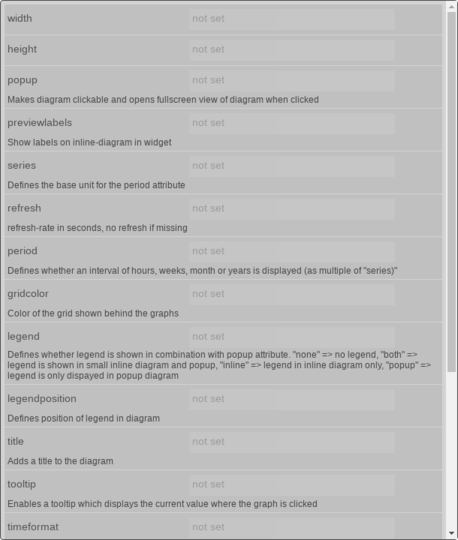 width not set
height not set
popup not set
Makes diagram clickable and opens fullscreen view of diagram when clicked
previewlabels not set
Show labels on inline-diagram in widget
series not set
Defines the base unit for the period attribute
refresh not set
refresh-rate in seconds, no refresh if missing
period not set
Defines whether an interval of hours, weeks, month or years is displayed (as multiple of "series)"
gridcolor not set
Color of the grid shown behind the graphs
legend not set
Defines whether legend is shown in combination with popup attribute. "none" => no legend, "both" =>
legend is shown in small inline diagram and popup, "inline" => legend in inline diagram only, "popup" =>
legend is only dispayed in popup diagram
legendposition not set
Defines position of legend in diagram
title not set
Adds a title to the diagram
tooltip not set
Enables a tooltip which displays the current value where the graph is clicked
timeformat not set